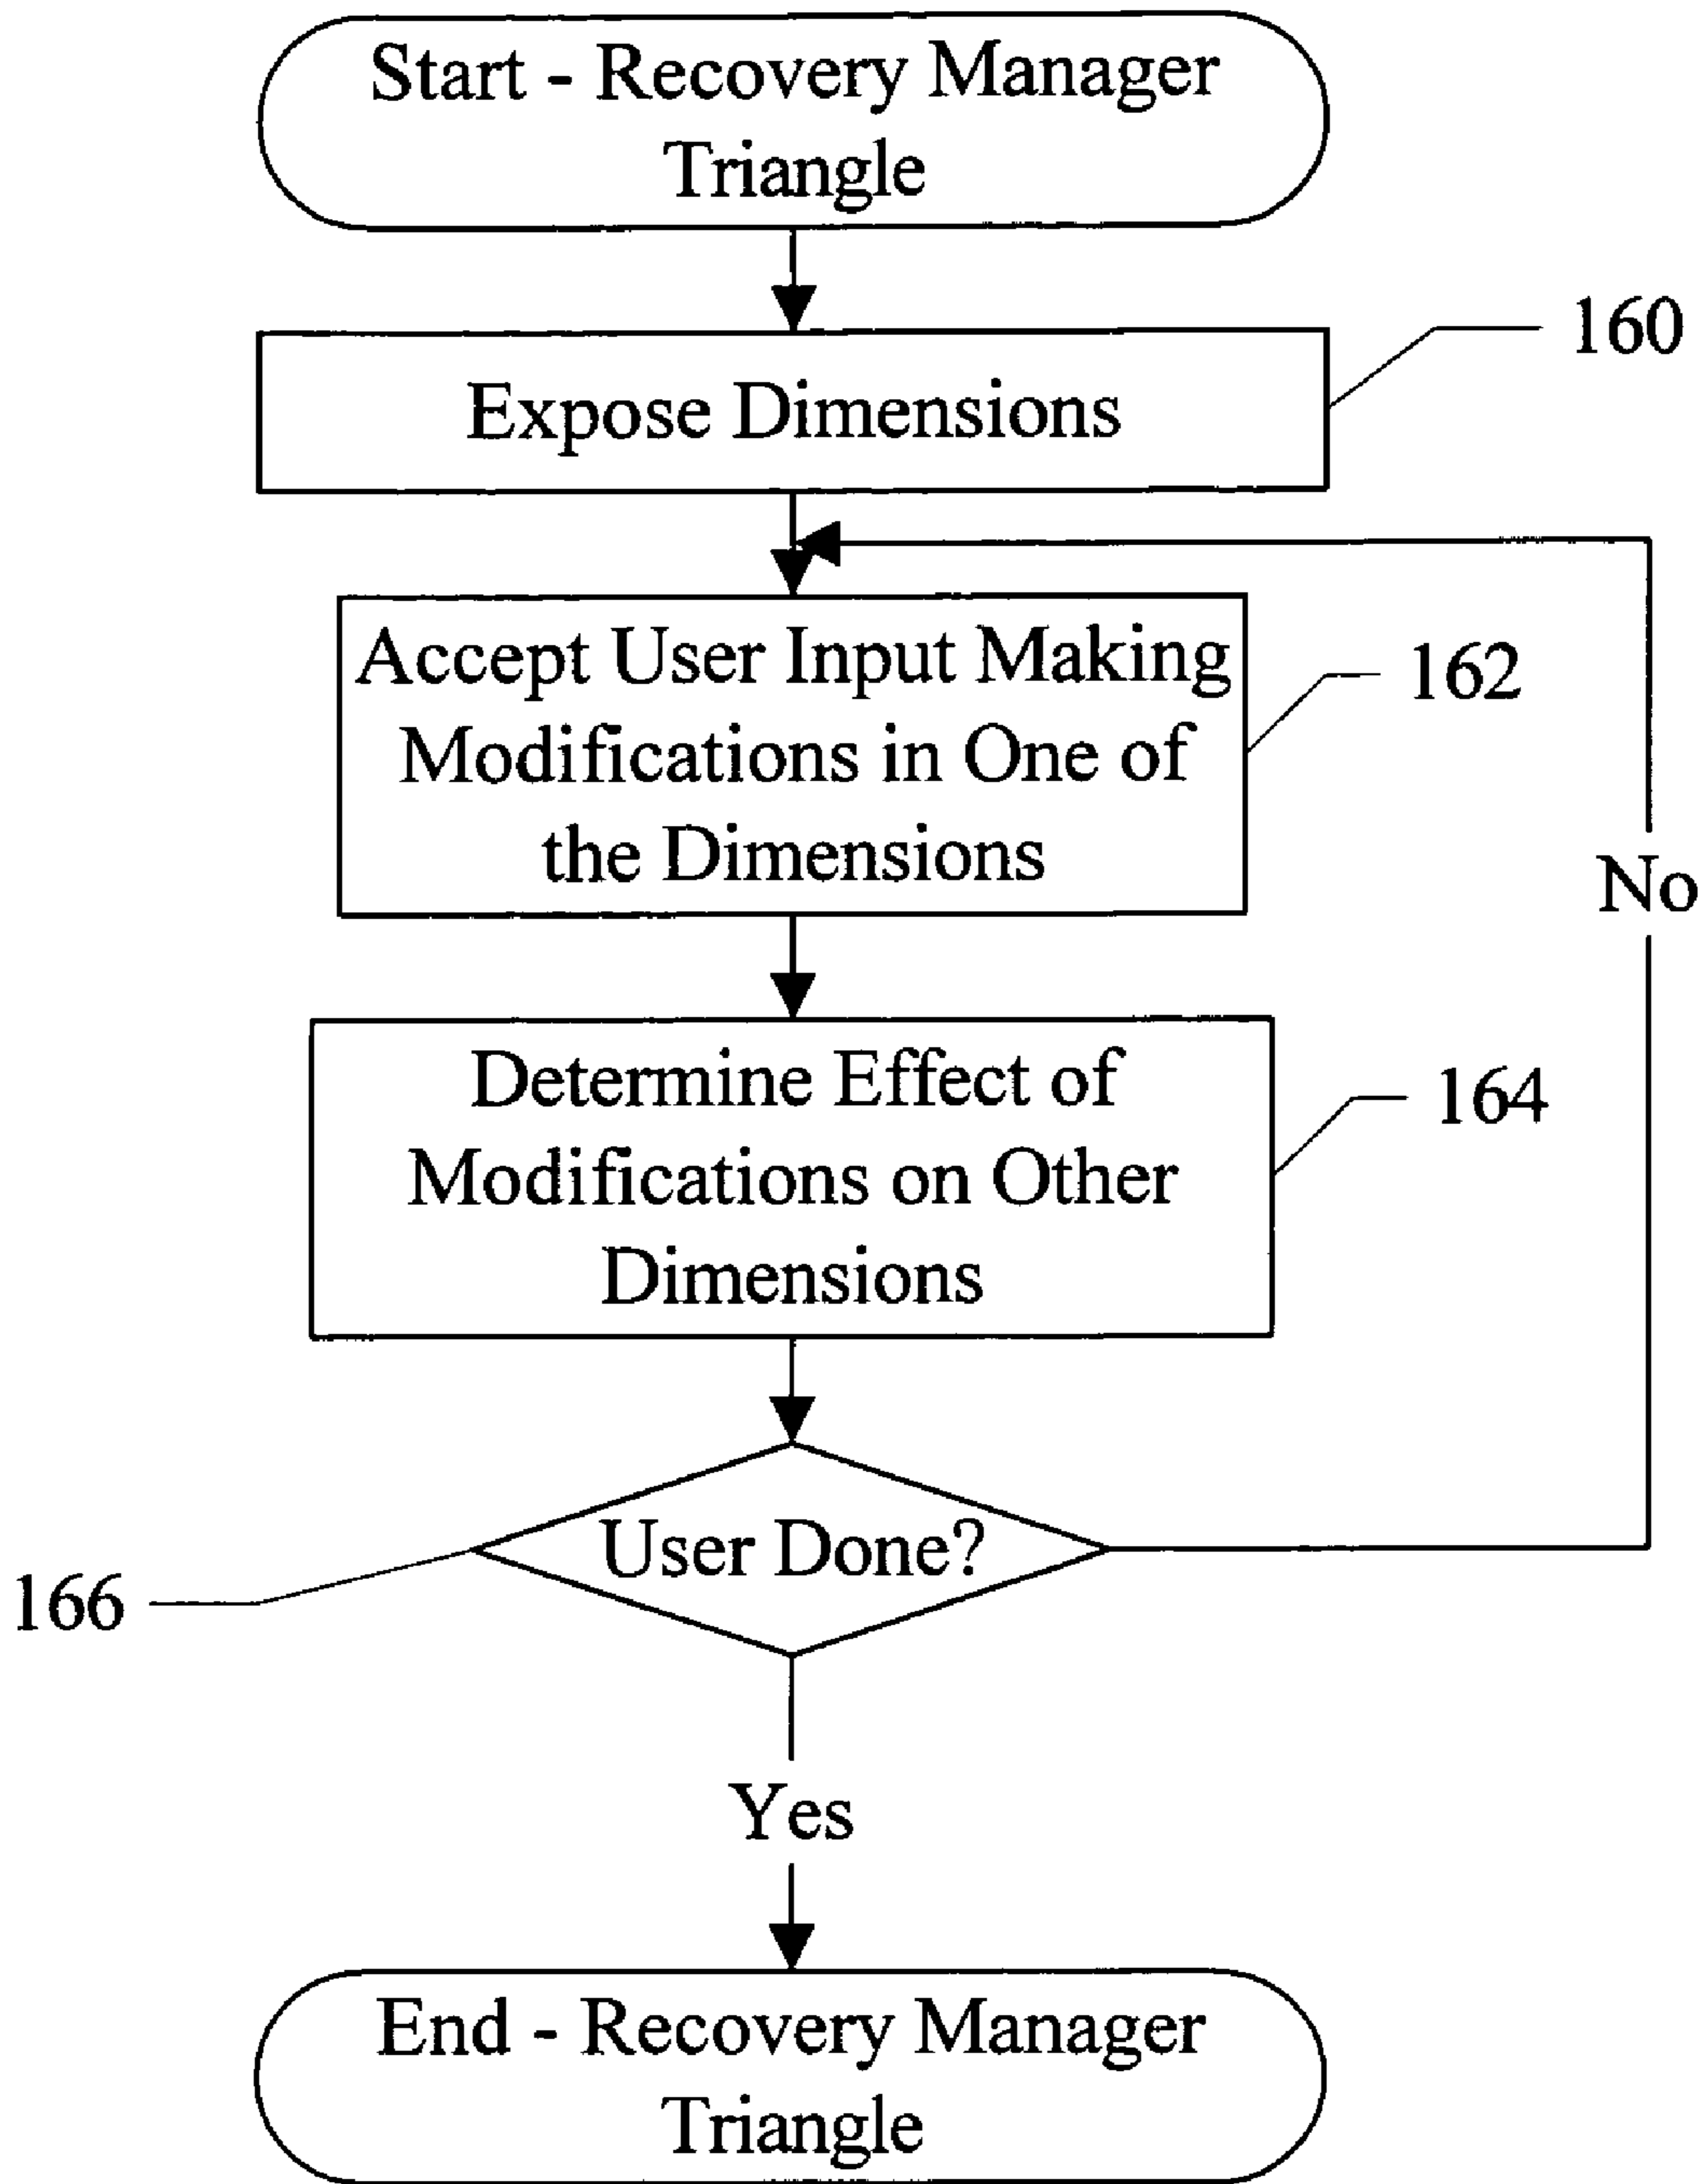 Start - Recovery Manager
Triangle
160
Expose Dimensions
Accept User Input Making
Modifications in One of
the Dimensions
162
No
Determine Effect of
Modifications on Other
Dimensions
164
User Done?
166
Yes
End - Recovery Manager
Triangle